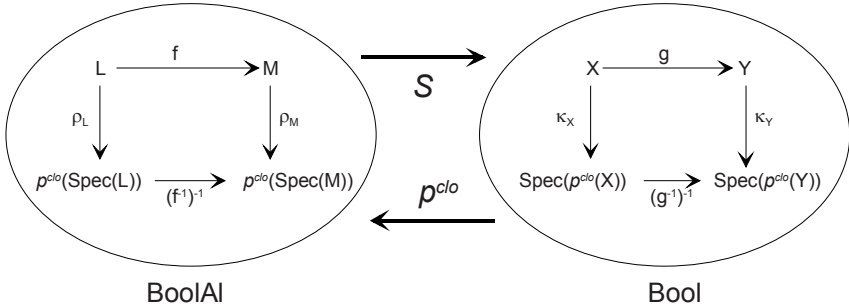 L f M
ρL ρM
pclo(Spec(L)) (f-1)-1 pclo(Spec(M))
S
pclo
X g Y
κX κY
Spec(pclo(X)) (g-1)-1 Spec(pclo(Y))
BoolAl
Bool